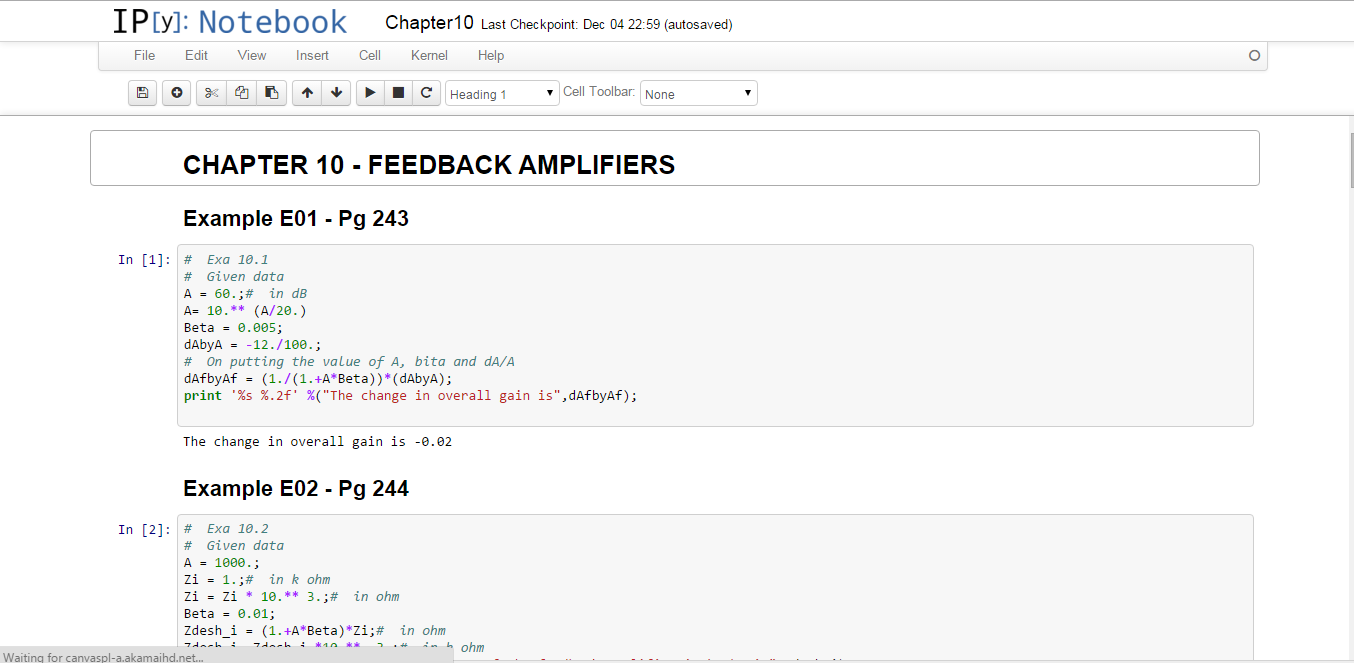 IP[y]: Notebook Chapter10 Last Checkpoint: Dec 04 22:59 (autosaved)
File Edit View Insert Cell Kernel Help
Heading 1 Cell Toolbar: None
CHAPTER 10 - FEEDBACK AMPLIFIERS
Example E01 - Pg 243
In [1]: # Exa 10.1
# Given data
A = 60.;# in dB
A= 10.** (A/20.)
Beta = 0.005;
dAbyA = -12./100.;
# On putting the value of A, bita and dA/A
dAfbyAf = (1./(1.+A*Beta))*(dAbyA);
print '%s %.2f' %("The change in overall gain is",dAfbyAf);
The change in overall gain is -0.02
Example E02 - Pg 244
In [2]: # Exa 10.2
# Given data
A = 1000.;
Zi = 1.;# in k ohm
Zi = Zi * 10.** 3.;# in ohm
Beta = 0.01;
Zdesh_i = (1.+A*Beta)*Zi;# in ohm
Waiting for canvaspl-a.akamaihd.net...